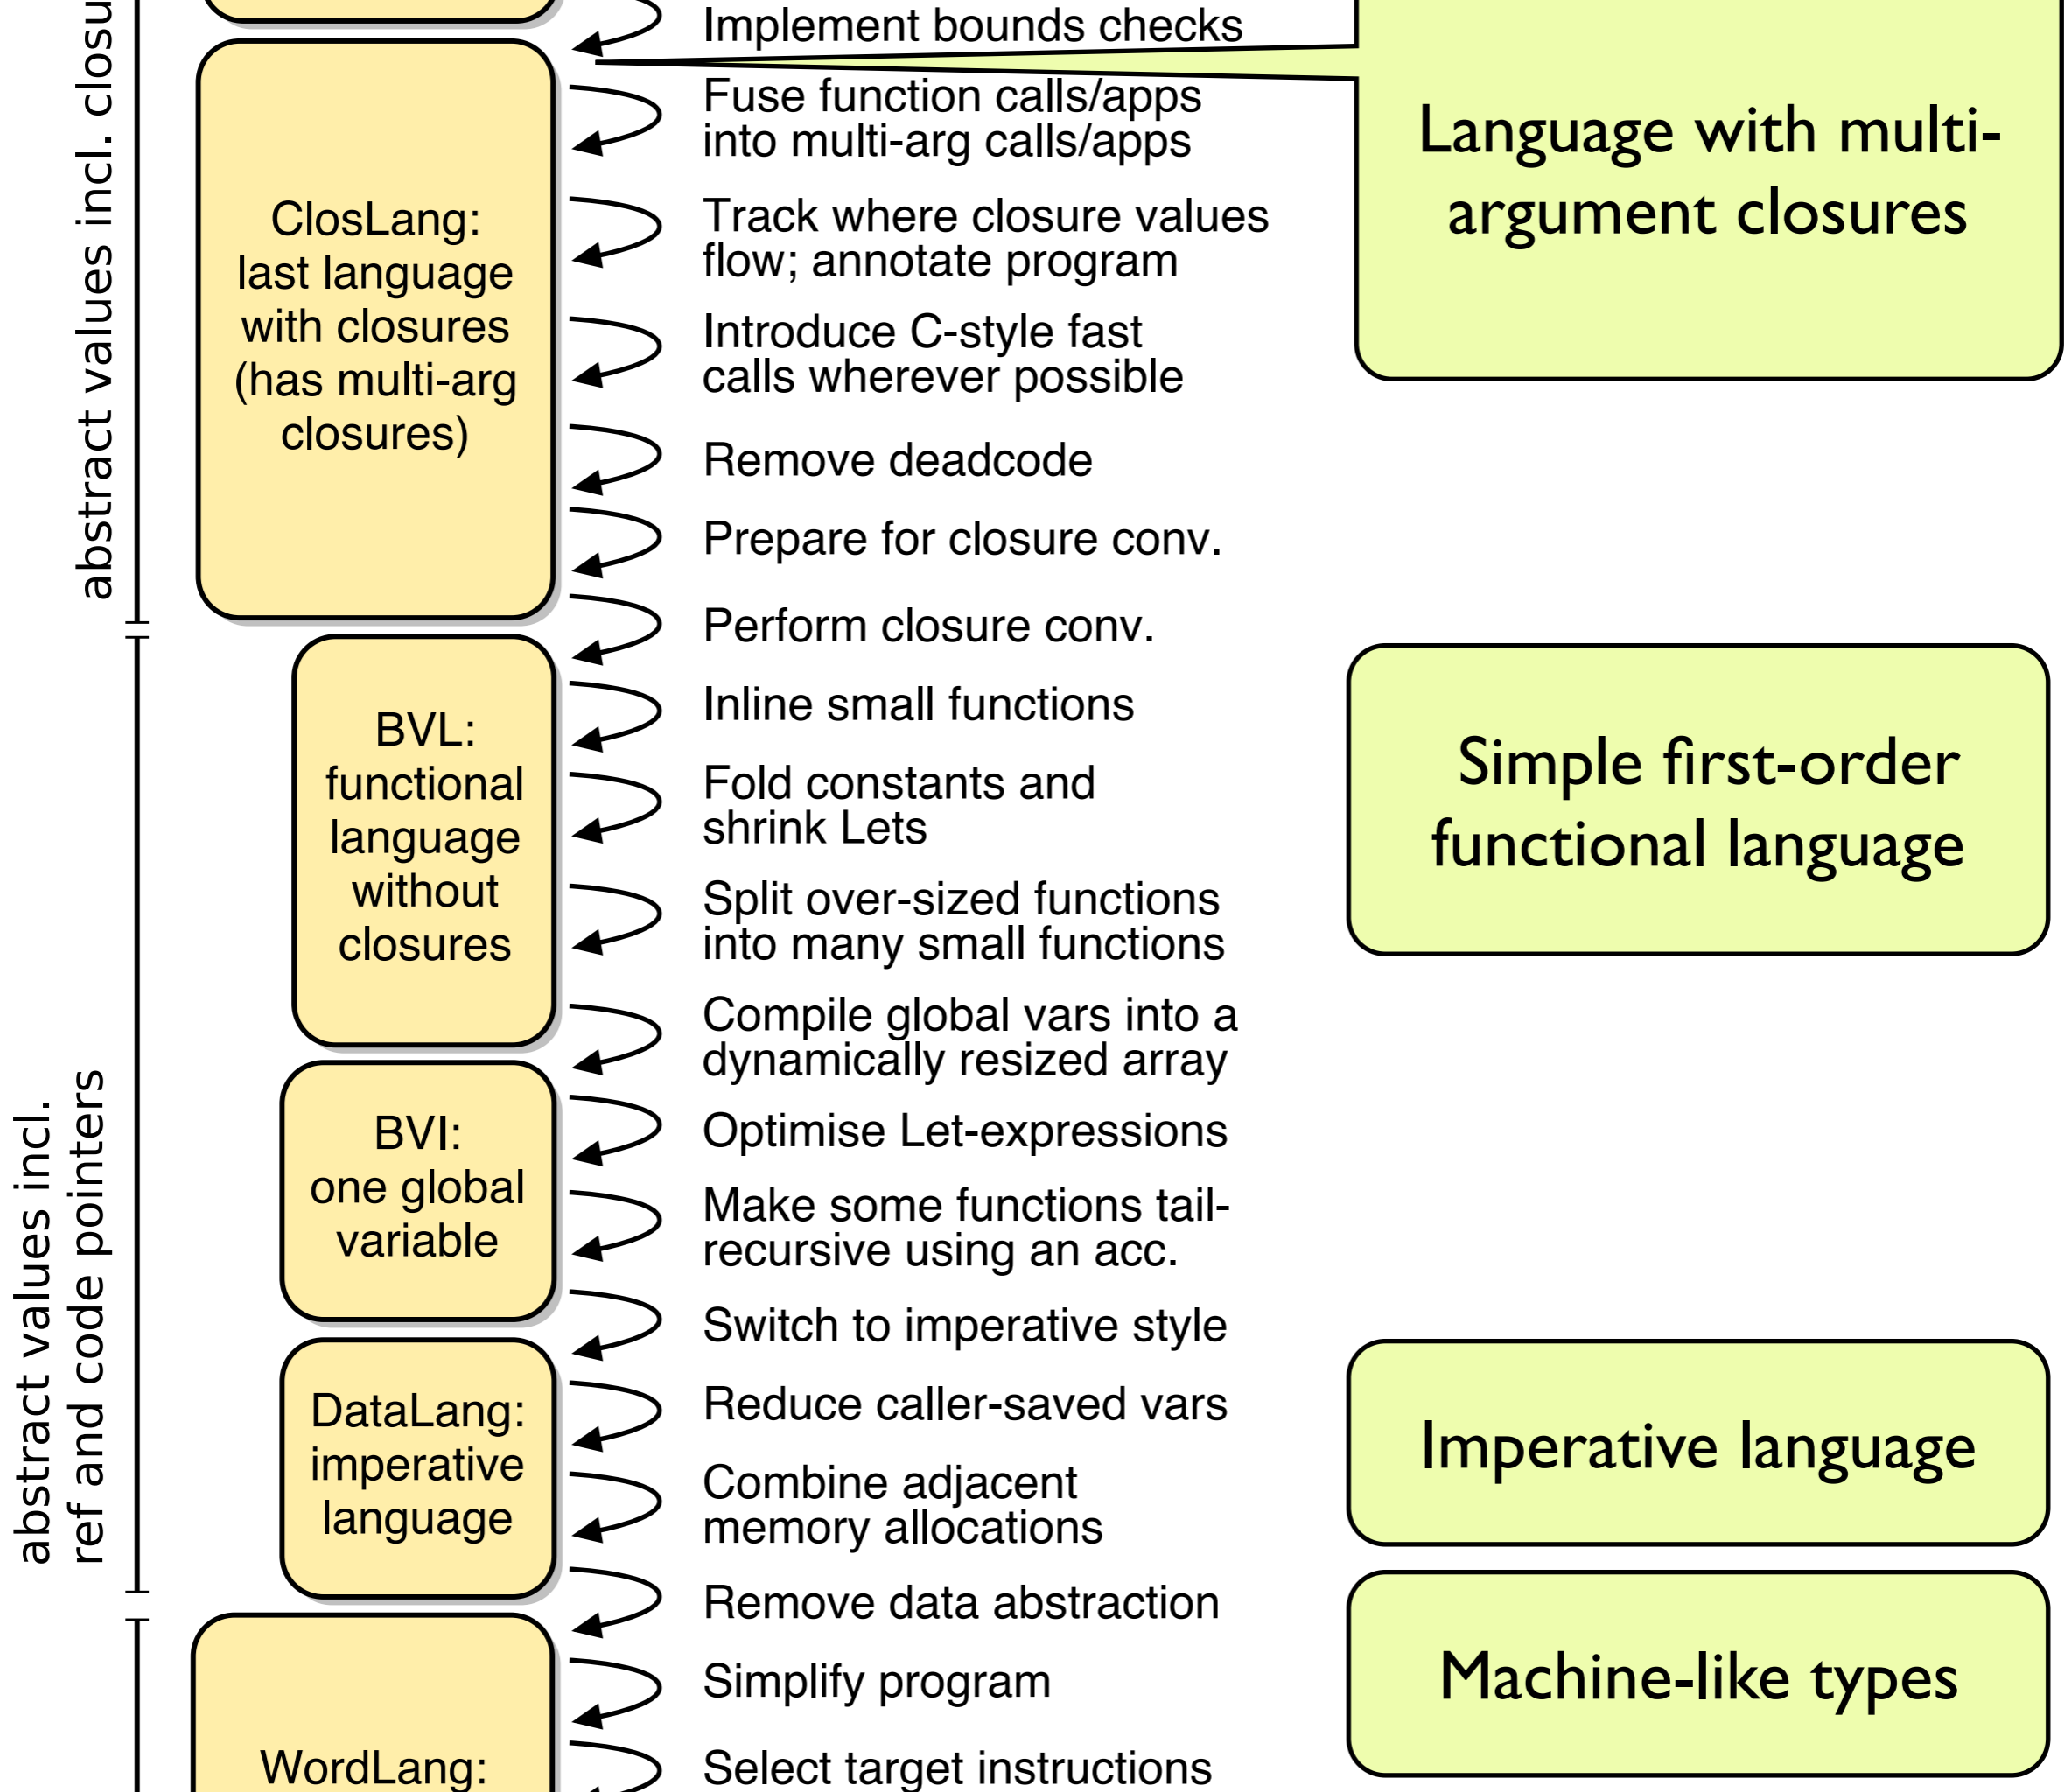 abstract values incl. closu
Implement bounds checks
Language with multi-
argument closures
ClosLang:
last language
with closures
(has multi-arg
closures)
Fuse function calls/apps
into multi-arg calls/apps
Track where closure values
flow; annotate program
Introduce C-style fast
calls wherever possible
Remove deadcode
Prepare for closure conv.
Perform closure conv.
abstract values incl.
ref and code pointers
BVL:
functional
language
without
closures
Inline small functions
Fold constants and
shrink Lets
Split over-sized functions
into many small functions
Compile global vars into a
dynamically resized array
Simple first-order
functional language
BVI:
one global
variable
Optimise Let-expressions
Make some functions tail-
recursive using an acc.
Switch to imperative style
DataLang:
imperative
language
Reduce caller-saved vars
Combine adjacent
memory allocations
Imperative language
Remove data abstraction
Machine-like types
WordLang:
Simplify program
Select target instructions